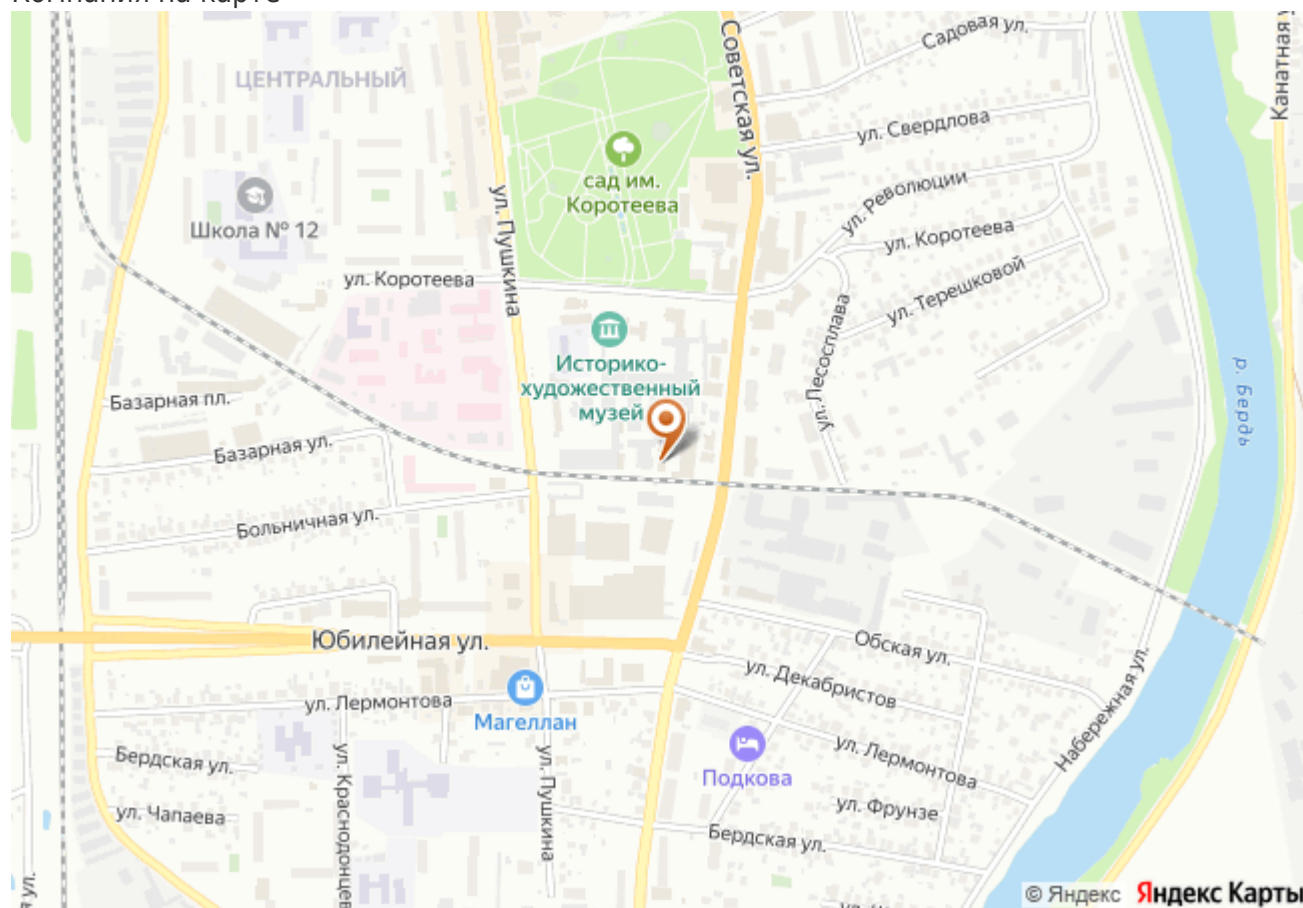 Компания на карте
Садовая ул.
Советская ул.
Канатная
ЦЕНТРАЛЬНЫЙ
ул. Свердлова
сад им.
Коротеева
ул. Революции
Школа № 12
ул. Пушкина
ул. Коротеева
ул. Коротеева
ул. Терешковой
ул. Лесосплава
Историко-
художественный
музей
р. Бердь
Базарная пл.
Базарная ул.
Больничная ул.
Юбилейная ул.
Обская ул.
ул. Декабристов
Набережная ул.
ул. Лермонтова
Магеллан
ул. Лермонтова
Бердская ул.
ул. Краснодонцев
ул. Пушкина
Подкова
ул. Чапаева
ул. Фрунзе
Бердская ул.
ул.
© Яндекс Яндекс Карты